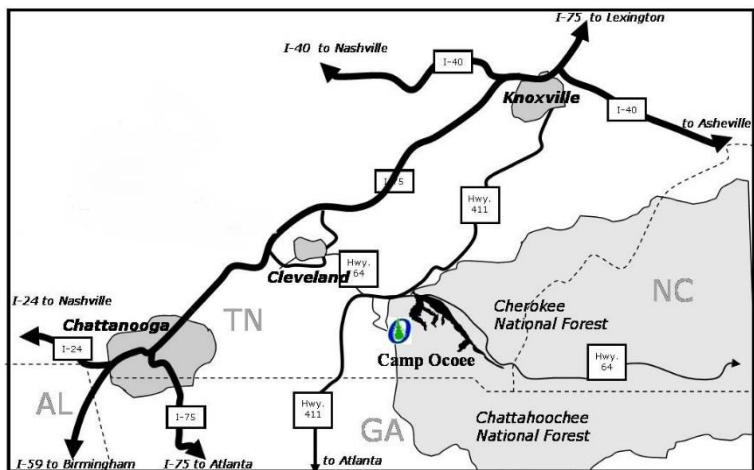 I-75 to Lexington
I-40 to Nashville
I-40
Knoxville
I-40
to Asheville
I-75
Hwy.
411
Cleveland
Hwy.
64
NC
I-24 to Nashville
Chattanooga
TN
Cherokee
National Forest
I-24
Camp Ocoee
Hwy.
64
AL
I-75
Hwy.
411
GA
Chattahoochee
National Forest
I-59 to Birmingham
I-75 to Atlanta
to Atlanta